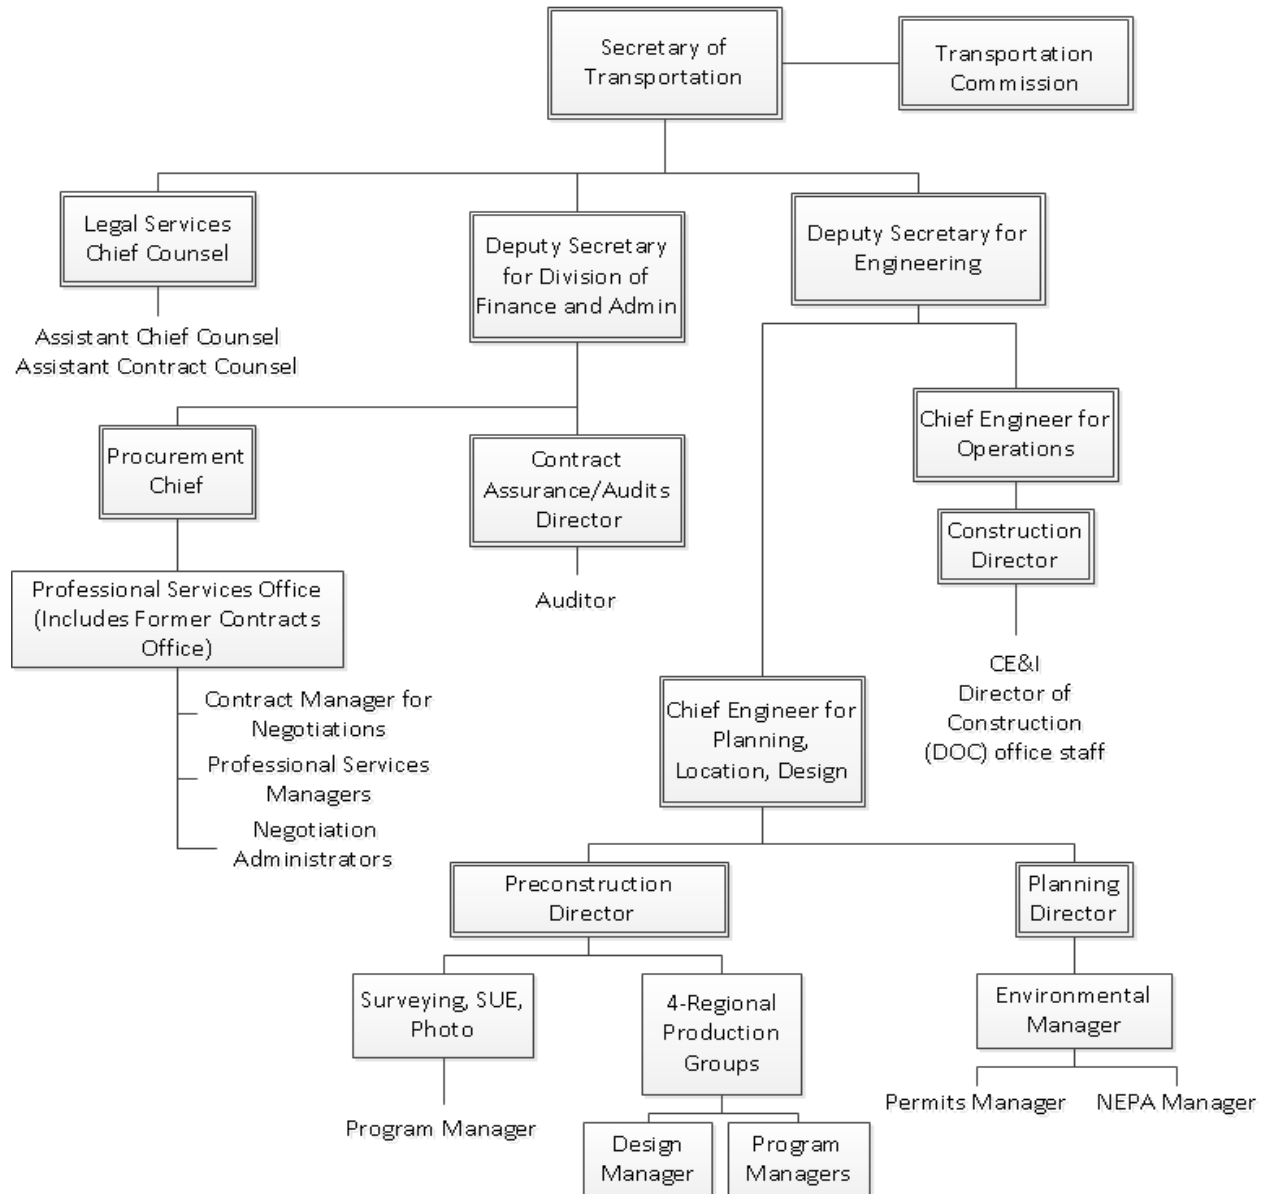 Secretary of
Transportation
Transportation
Commission
Legal Services
Chief Counsel
Deputy Secretary
for Division of
Finance and Admin
Deputy Secretary for
Engineering
Assistant Chief Counsel
Assistant Contract Counsel
Chief Engineer for
Operations
Procurement
Chief
Contract
Assurance/Audits
Director
Construction
Director
Professional Services Office
(Includes Former Contracts
Office)
Auditor
CE&I
Director of
Construction
(DOC) office staff
Contract Manager for
Negotiations
Professional Services
Managers
Negotiation
Administrators
Chief Engineer for
Planning,
Location, Design
Preconstruction
Director
Planning
Director
Surveying, SUE,
Photo
4-Regional
Production
Groups
Environmental
Manager
Program Manager
Permits Manager
NEPA Manager
Design
Manager
Program
Managers